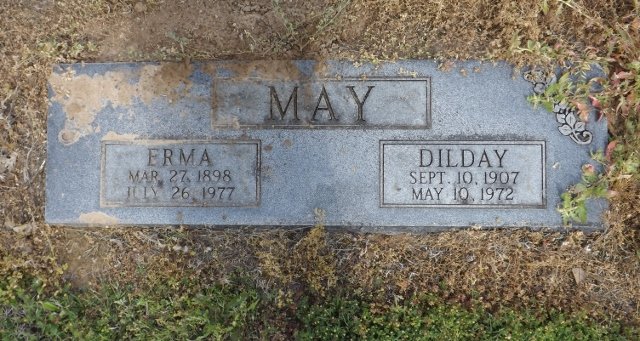 MAY
ERMA
MAR. 27, 1898
JULY 26, 1977
DILDAY
SEPT. 10, 1907
MAY 10, 1972